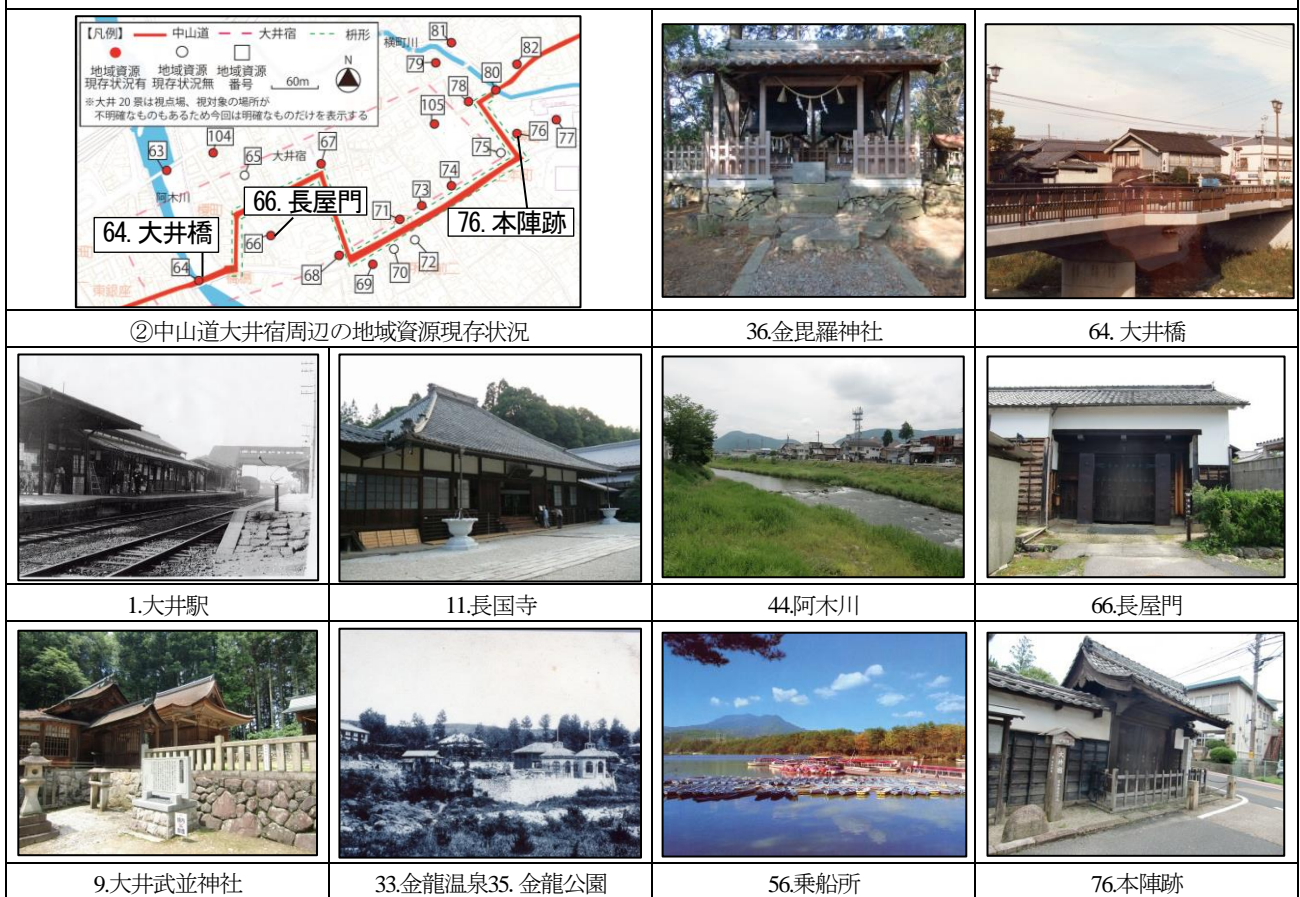 【凡例】 中山道 大井宿 枡形
地域資源 地域資源 地域資源
現存状況有 現存状況無 番号 60m N
※大井 20 景は視点場、視対象の場所が
不明確なものもあるため今回は明確なものだけを表示する
横町川
81
82
79
80
78
105
76
77
75
104
67
63
65
大井宿
74
73
阿木川
66. 長屋門
71
76. 本陣跡
66
64. 大井橋
72
70
68
69
64
東銀座
②中山道大井宿周辺の地域資源現存状況
36.金毘羅神社
64. 大井橋
1.大井駅
11.長国寺
44.阿木川
66.長屋門
9.大井武並神社
33.金龍温泉35. 金龍公園
56.乗船所
76.本陣跡